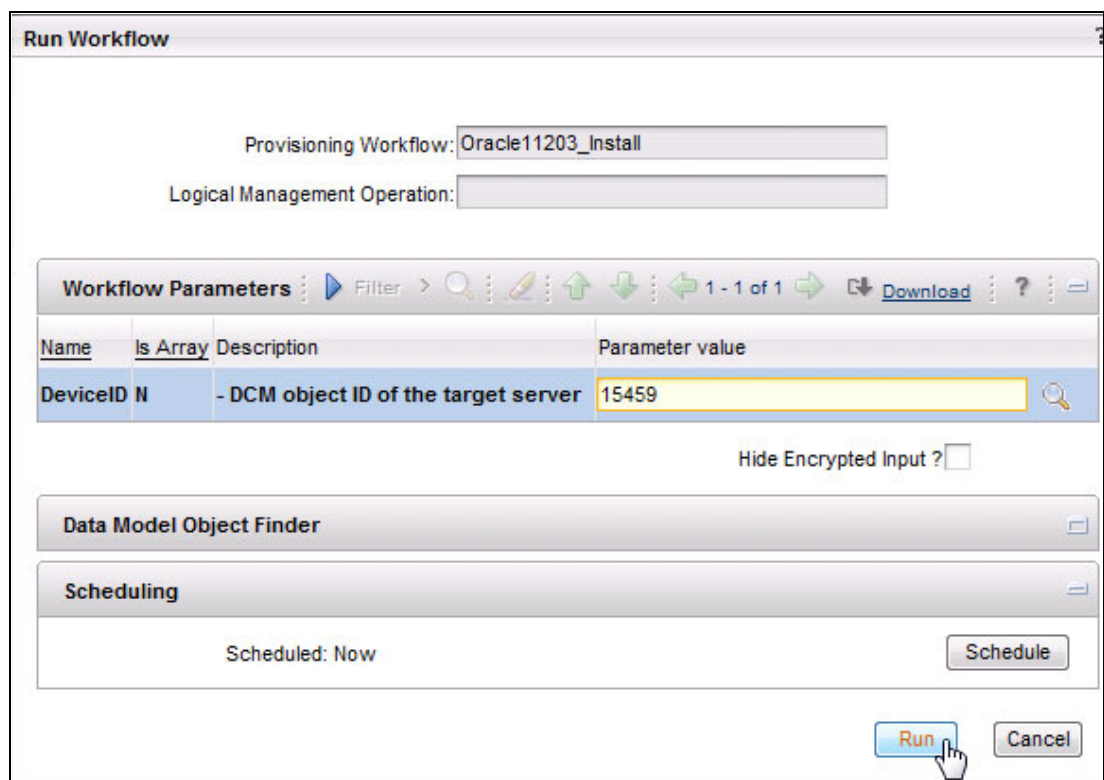 Run Workflow ?
Provisioning Workflow: Oracle11203_Install
Logical Management Operation:
Workflow Parameters Filter > 1 - 1 of 1 Download ?
Name Is Array Description Parameter value
DeviceID N - DCM object ID of the target server 15459
Hide Encrypted Input ?
Data Model Object Finder
Scheduling
Scheduled: Now Schedule
Run Cancel